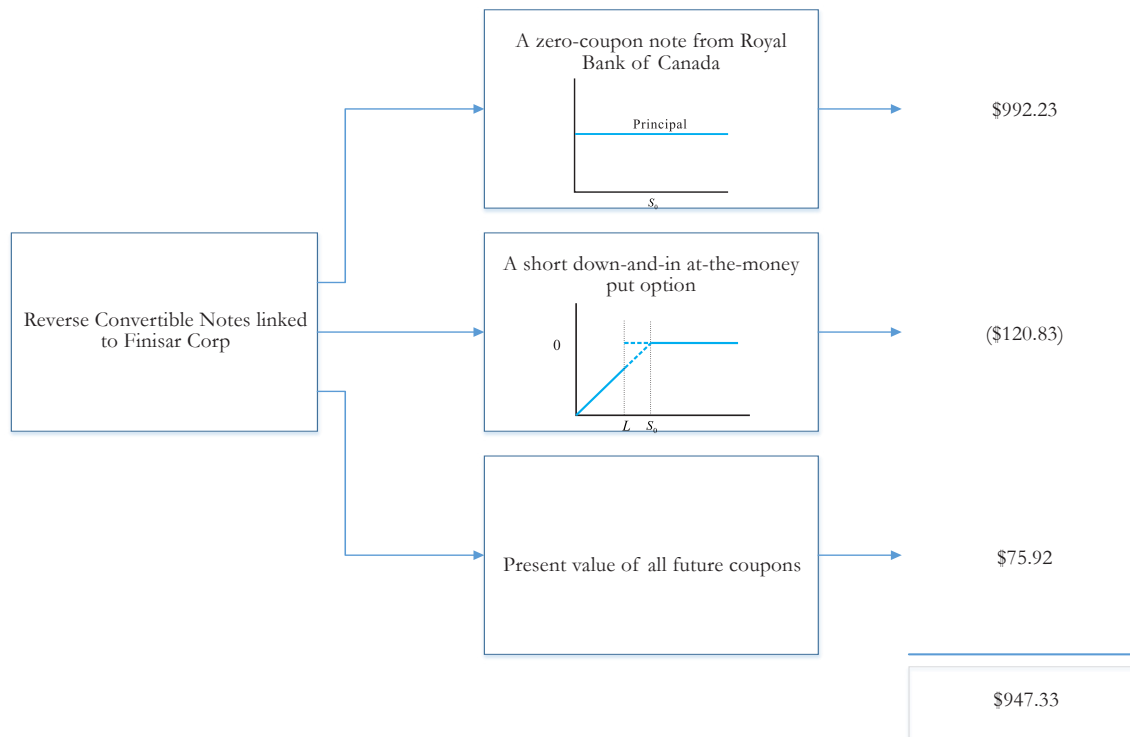 A zero-coupon note from Royal
Bank of Canada
Principal
S₀
$992.23
Reverse Convertible Notes linked
to Finisar Corp
A short down-and-in at-the-money
put option
0
L S₀
($120.83)
Present value of all future coupons
$75.92
$947.33